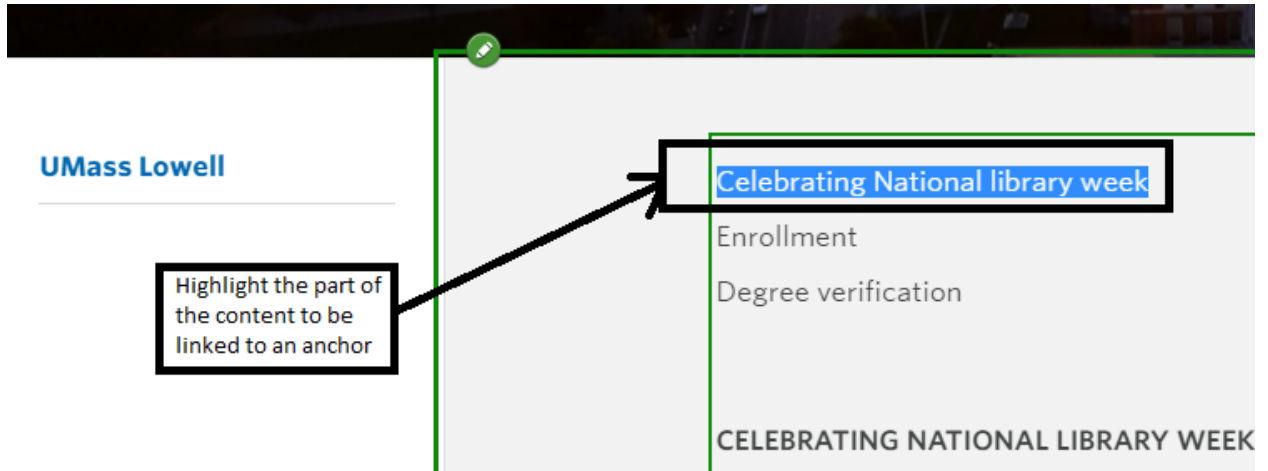 UMass Lowell
Celebrating National library week
Enrollment
Degree verification
Highlight the part of
the content to be
linked to an anchor
CELEBRATING NATIONAL LIBRARY WEEK